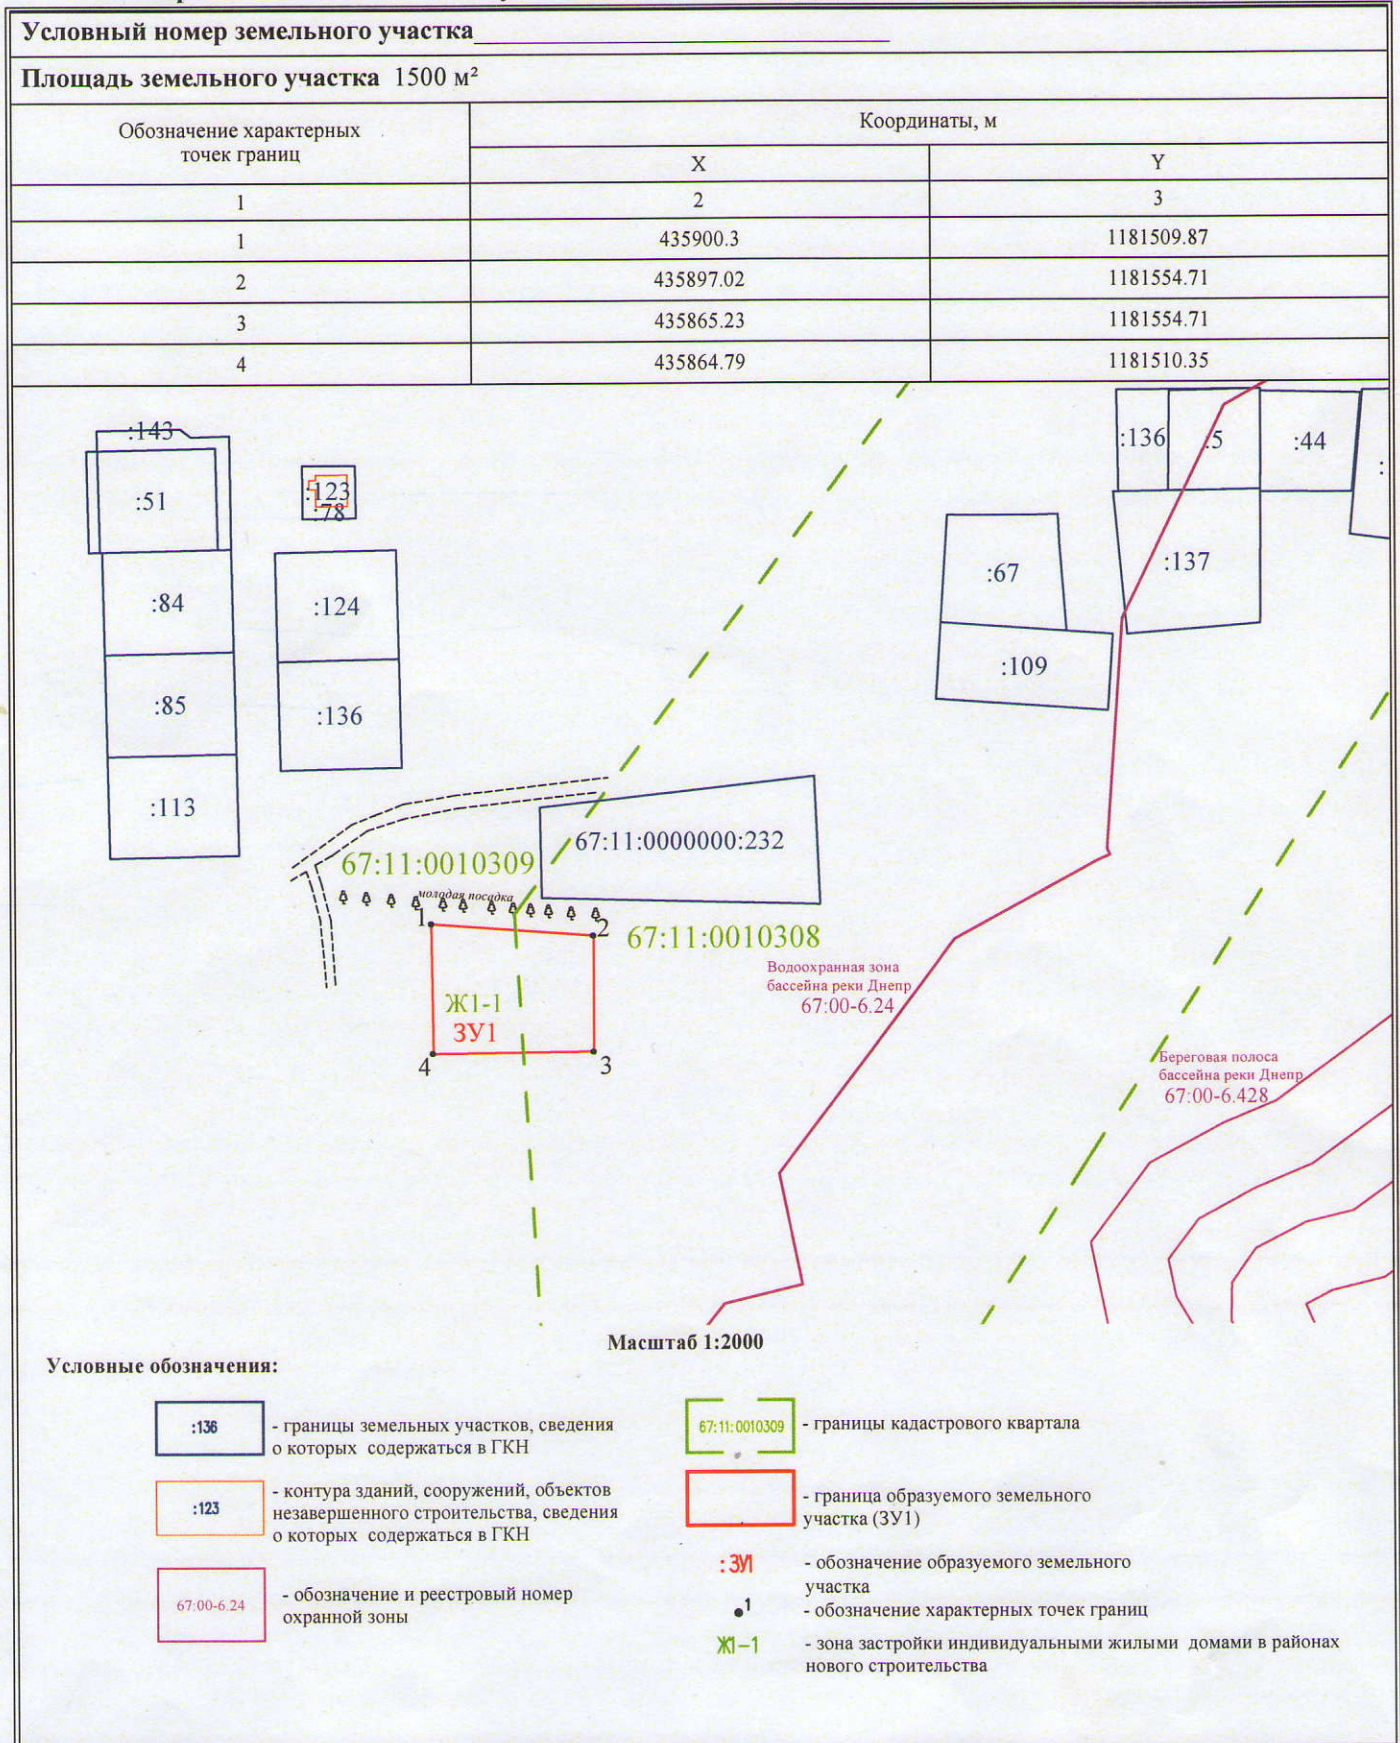 Условный номер земельного участка
Площадь земельного участка 1500 м²
Обозначение характерных
точек границ
Координаты, м
X
Y
1
2
3
1
435900.3
1181509.87
2
435897.02
1181554.71
3
435865.23
1181554.71
4
435864.79
1181510.35
:143
:51
:123
:78
:84
:124
:85
:136
:113
:136
:5
:44
:
:67
:137
:109
67:11:0000000:232
67:11:0010309
молодая посадка
1
2
67:11:0010308
Водоохранная зона
бассейна реки Днепр
67:00-6.24
Ж1-1
ЗУ1
4
3
Береговая полоса
бассейна реки Днепр
67:00-6.428
Масштаб 1:2000
Условные обозначения:
:136
- границы земельных участков, сведения
о которых содержаться в ГКН
:123
- контура зданий, сооружений, объектов
незавершенного строительства, сведения
о которых содержаться в ГКН
67:00-6.24
- обозначение и реестровый номер
охранной зоны
67:11:0010309
- границы кадастрового квартала
- граница образуемого земельного
участка (ЗУ1)
:ЗУ1
- обозначение образуемого земельного
участка
1
- обозначение характерных точек границ
Ж1-1
- зона застройки индивидуальными жилыми домами в районах
нового строительства